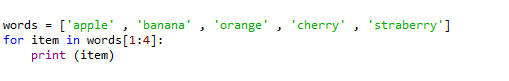 words = ['apple' , 'banana' , 'orange' , 'cherry' , 'straberry']
for item in words[1:4]:
    print (item)